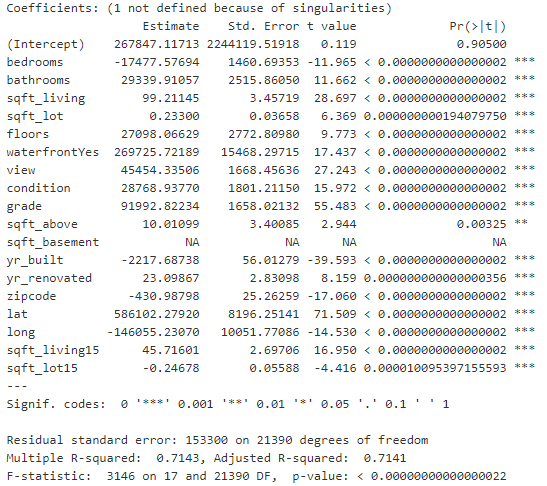 Coefficients: (1 not defined because of singularities)
Estimate Std. Error t value Pr(>|t|)
(Intercept) 267847.11713 2244119.51918 0.119 0.90500
bedrooms -17477.57694 1460.69353 -11.965 < 0.0000000000000002 ***
bathrooms 29339.91057 2515.86050 11.662 < 0.0000000000000002 ***
sqft_living 99.21145 3.45719 28.697 < 0.0000000000000002 ***
sqft_lot 0.23300 0.03658 6.369 0.000000000194079750 ***
floors 27098.06629 2772.80980 9.773 < 0.0000000000000002 ***
waterfrontYes 269725.72189 15468.29715 17.437 < 0.0000000000000002 ***
view 45454.33506 1668.45636 27.243 < 0.0000000000000002 ***
condition 28768.93770 1801.21150 15.972 < 0.0000000000000002 ***
grade 91992.82234 1658.02132 55.483 < 0.0000000000000002 ***
sqft_above 10.01099 3.40085 2.944 0.00325 **
sqft_basement NA NA NA NA
yr_built -2217.68738 56.01279 -39.593 < 0.0000000000000002 ***
yr_renovated 23.09867 2.83098 8.159 0.000000000000000356 ***
zipcode -430.98798 25.26259 -17.060 < 0.0000000000000002 ***
lat 586102.27920 8196.25141 71.509 < 0.0000000000000002 ***
long -146055.23070 10051.77086 -14.530 < 0.0000000000000002 ***
sqft_living15 45.71601 2.69706 16.950 < 0.0000000000000002 ***
sqft_lot15 -0.24678 0.05588 -4.416 0.000010095397155593 ***
---
Signif. codes: 0 '***' 0.001 '**' 0.01 '*' 0.05 '.' 0.1 ' ' 1
Residual standard error: 153300 on 21390 degrees of freedom
Multiple R-squared: 0.7143, Adjusted R-squared: 0.7141
F-statistic: 3146 on 17 and 21390 DF, p-value: < 0.00000000000000022